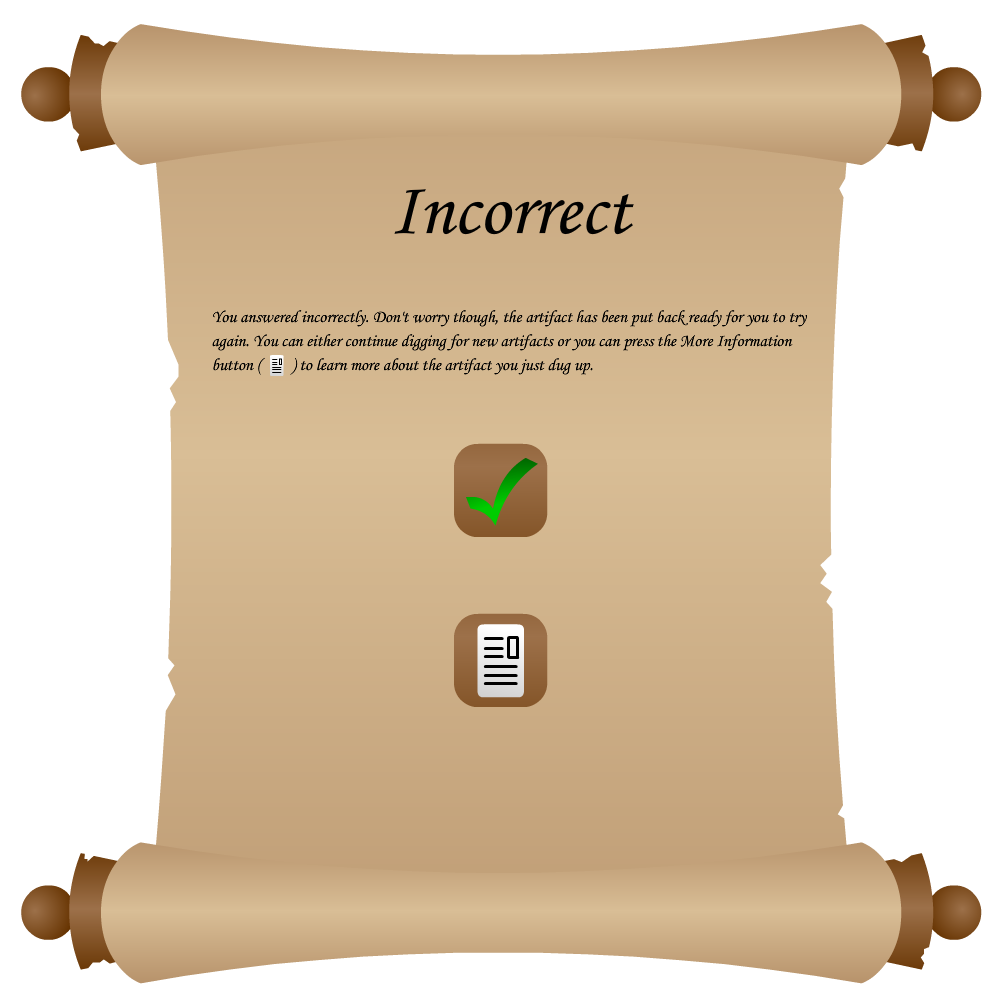 Incorrect
You answered incorrectly. Don't worry though, the artifact has been put back ready for you to try
again. You can either continue digging for new artifacts or you can press the More Information
button ( ) to learn more about the artifact you just dug up.